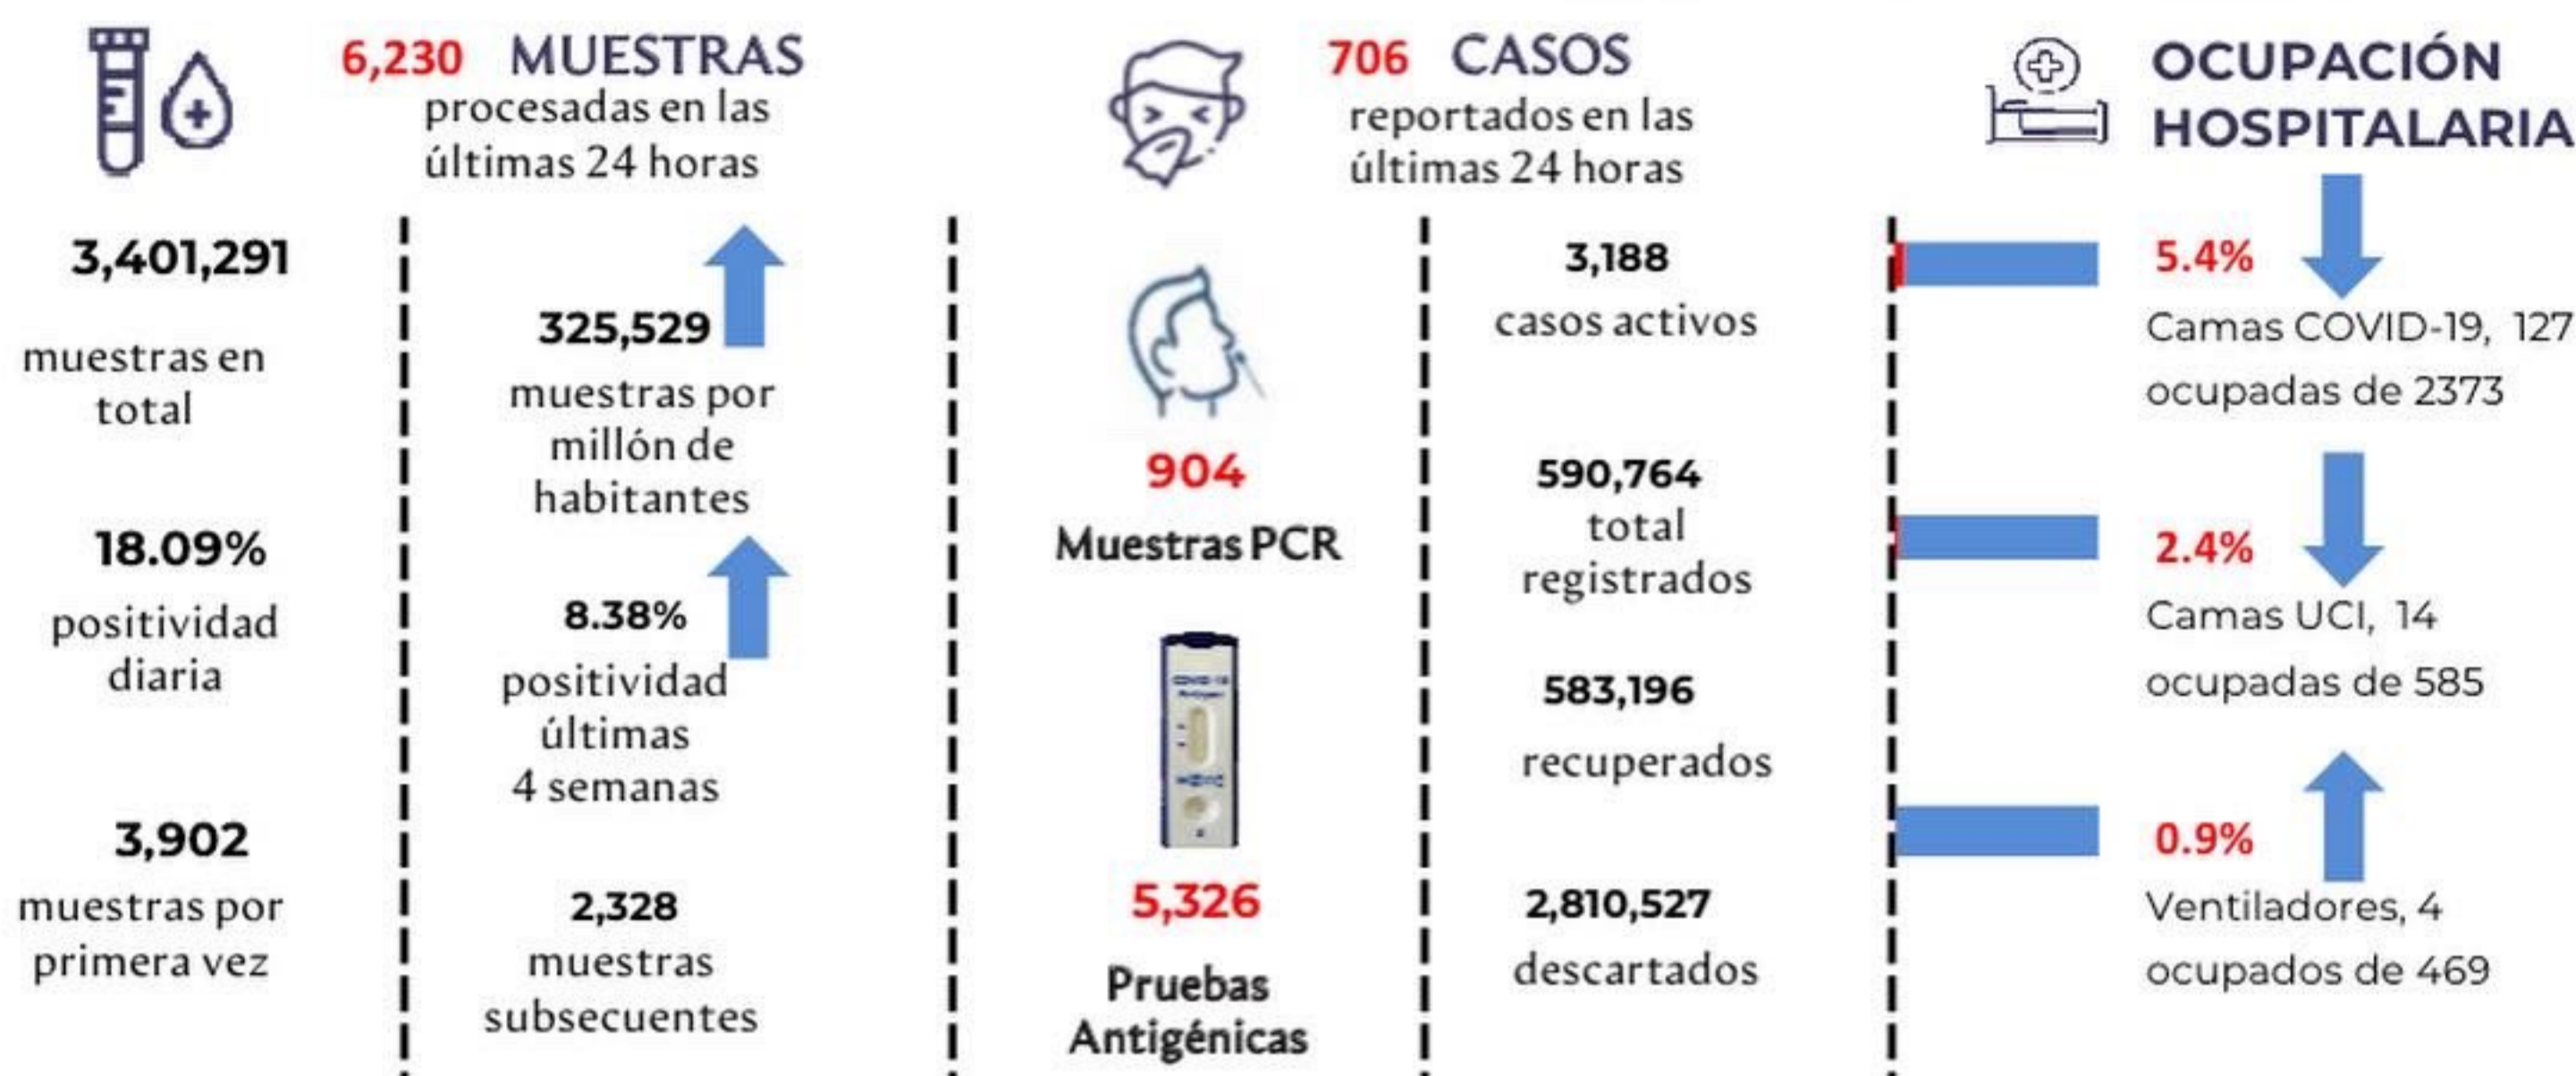 6,230 MUESTRAS
procesadas en las
últimas 24 horas
3,401,291
muestras en
total
18.09%
positividad
diaria
3,902
muestras por
primera vez
325,529
muestras por
millón de
habitantes
8.38%
positividad
últimas
4 semanas
2,328
muestras
subsecuentes
706 CASOS
reportados en las
últimas 24 horas
904
Muestras PCR
5,326
Pruebas
Antigénicas
3,188
casos activos
590,764
total
registrados
583,196
recuperados
2,810,527
descartados
OCUPACIÓN
HOSPITALARIA
5.4%
Camas COVID-19, 127
ocupadas de 2373
2.4%
Camas UCI, 14
ocupadas de 585
0.9%
Ventiladores, 4
ocupados de 469